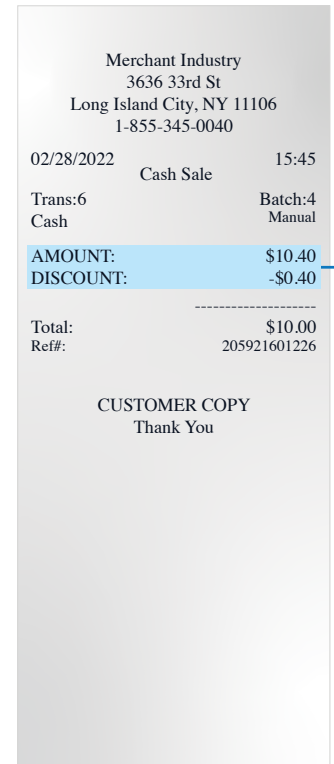 Merchant Industry
3636 33rd St
Long Island City, NY 11106
1-855-345-0040
02/28/2022 15:45
Cash Sale
Trans:6 Batch:4
Cash Manual
AMOUNT: $10.40
DISCOUNT: -$0.40
--------------------
Total: $10.00
Ref#: 205921601226
CUSTOMER COPY
Thank You